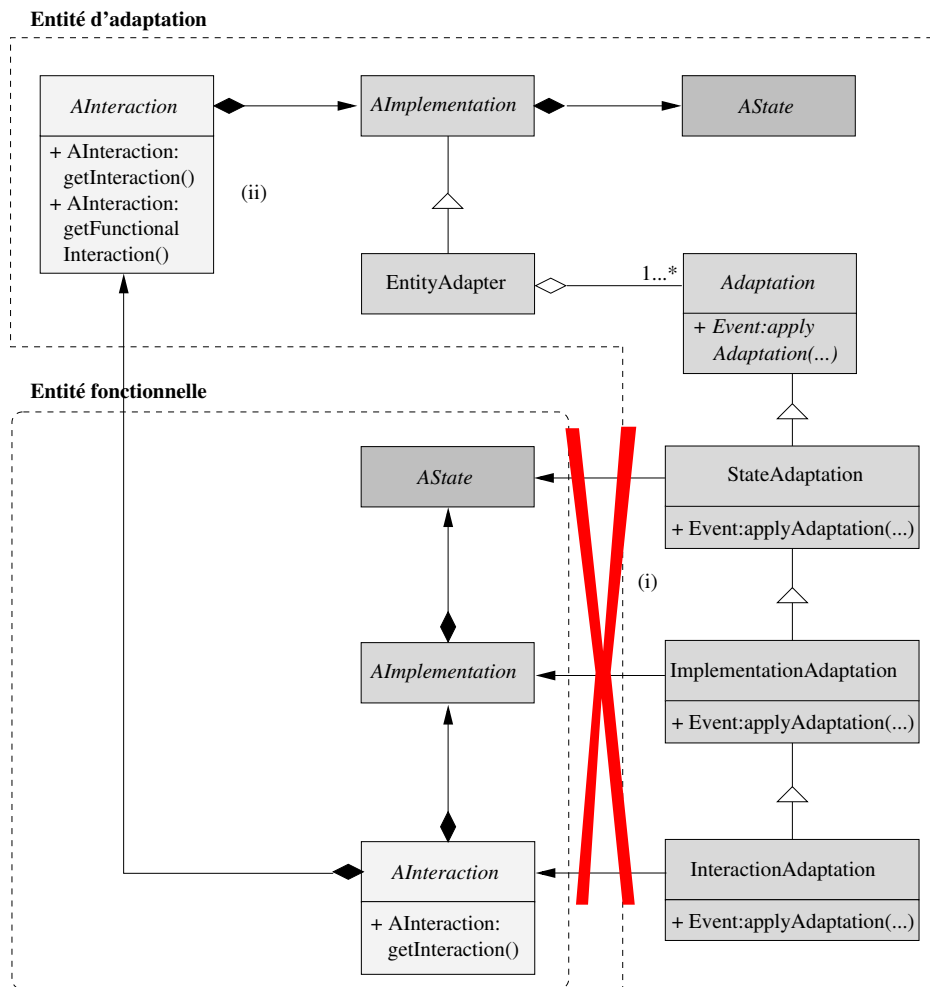 Entité d'adaptation
AInteraction
+ AInteraction:
getInteraction()
+ AInteraction:
getFunctional
Interaction()
(ii)
AImplementation
AState
EntityAdapter
1...*
Adaptation
+ Event:apply
Adaptation(...)
Entité fonctionnelle
AState
StateAdaptation
+ Event:applyAdaptation(...)
(i)
AImplementation
ImplementationAdaptation
+ Event:applyAdaptation(...)
AInteraction
+ AInteraction:
getInteraction()
InteractionAdaptation
+ Event:applyAdaptation(...)